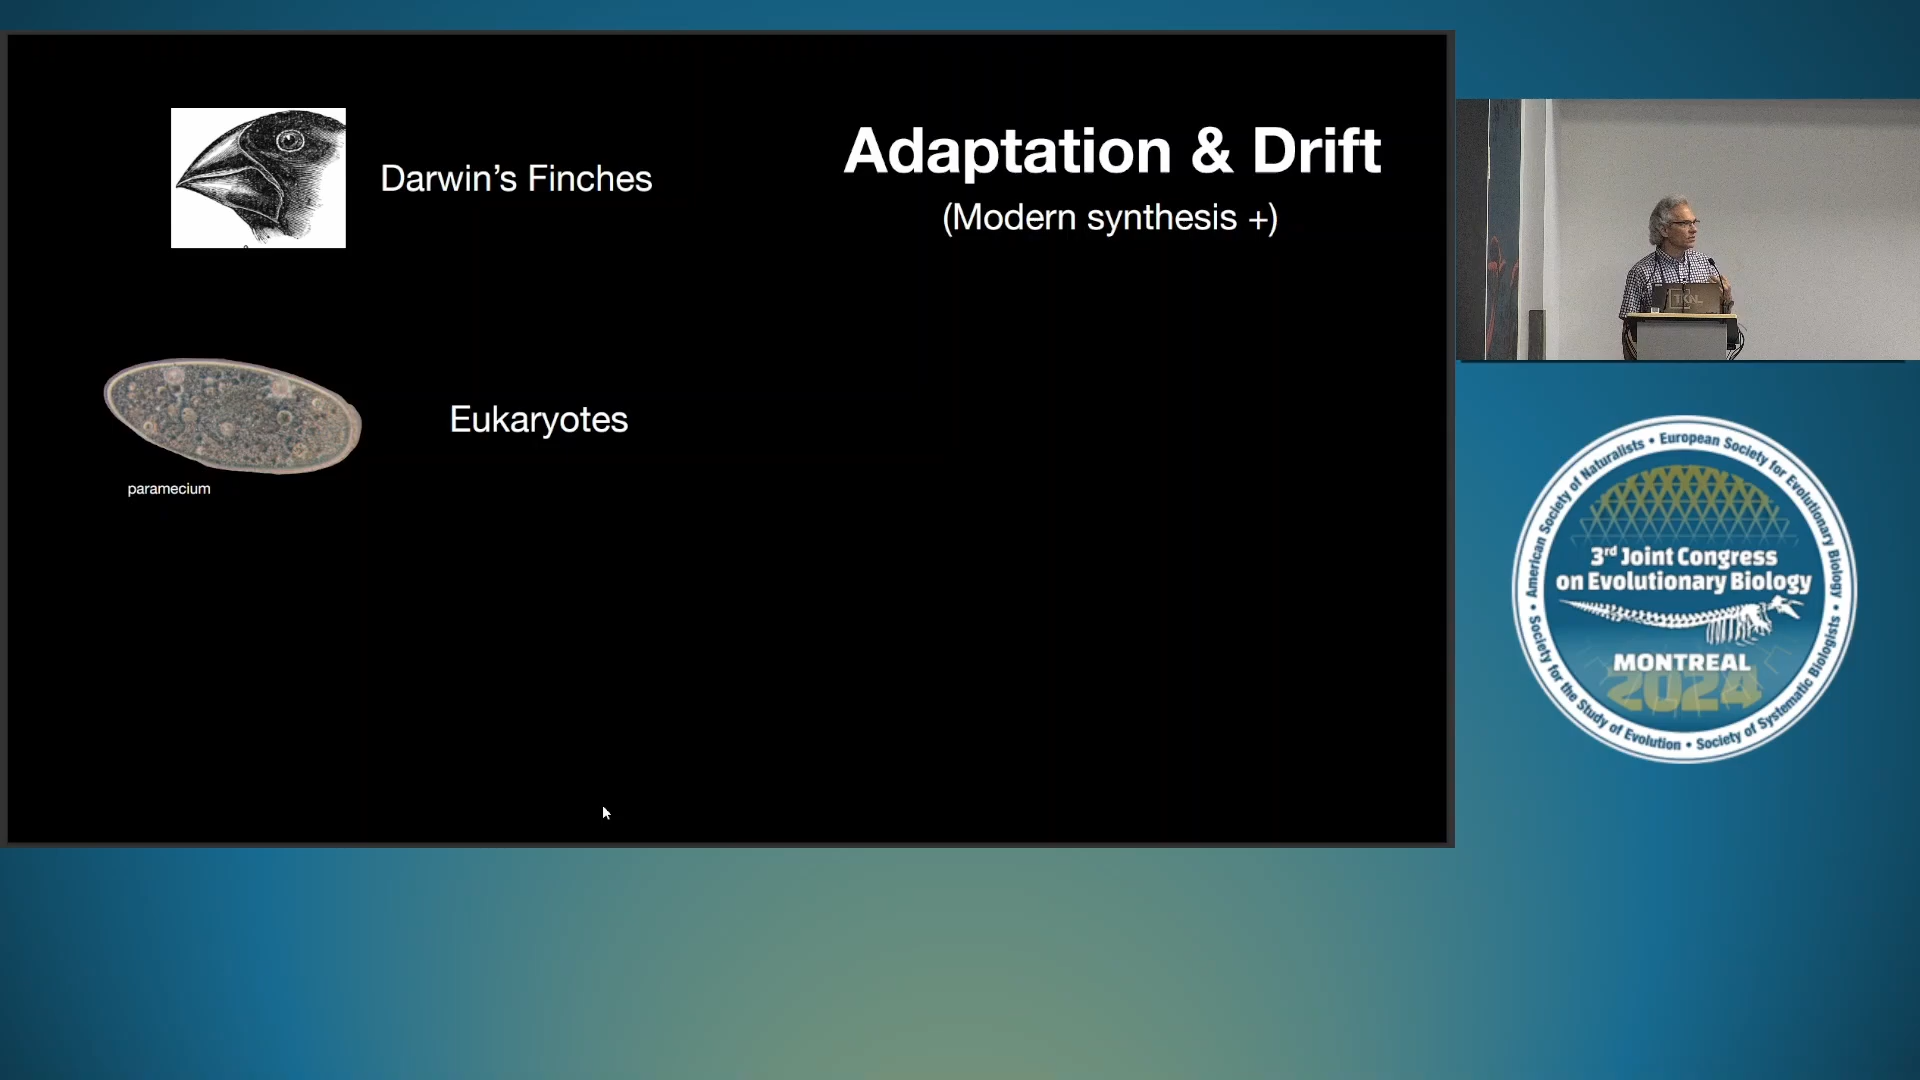 Darwin’s Finches
Adaptation & Drift
(Modern synthesis +)
Eukaryotes
paramecium
TKNL
American Society of Naturalists • European Society for Evolutionary Biology •
Society for the Study of Evolution • Society of Systematic Biologists •
3rd Joint Congress
on Evolutionary Biology
MONTREAL
2024